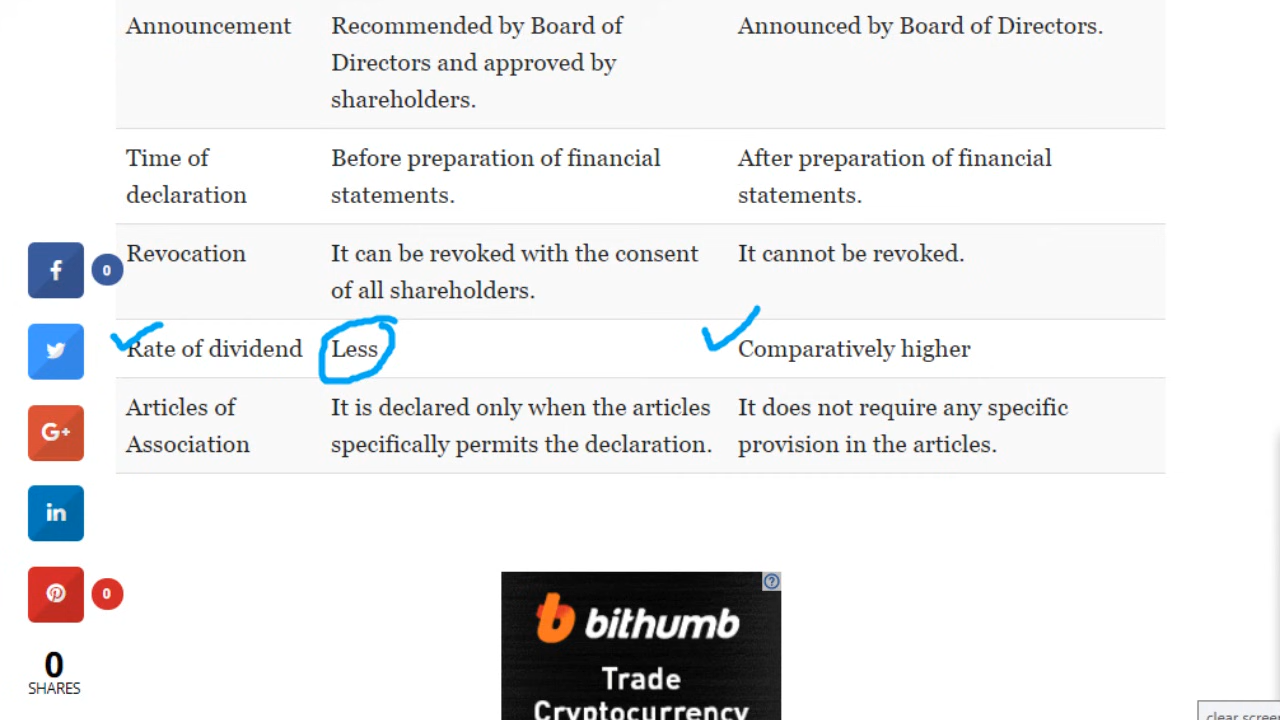 Announcement
Recommended by Board of
Directors and approved by
shareholders.
Announced by Board of Directors.
Time of
declaration
Before preparation of financial
statements.
After preparation of financial
statements.
Revocation
It can be revoked with the consent
of all shareholders.
It cannot be revoked.
Rate of dividend
Less
Comparatively higher
Articles of
Association
It is declared only when the articles
specifically permits the declaration.
It does not require any specific
provision in the articles.
f
0
G+
in
0
0
SHARES
?
bithumb
Trade
Cryptocurrency
clear screen